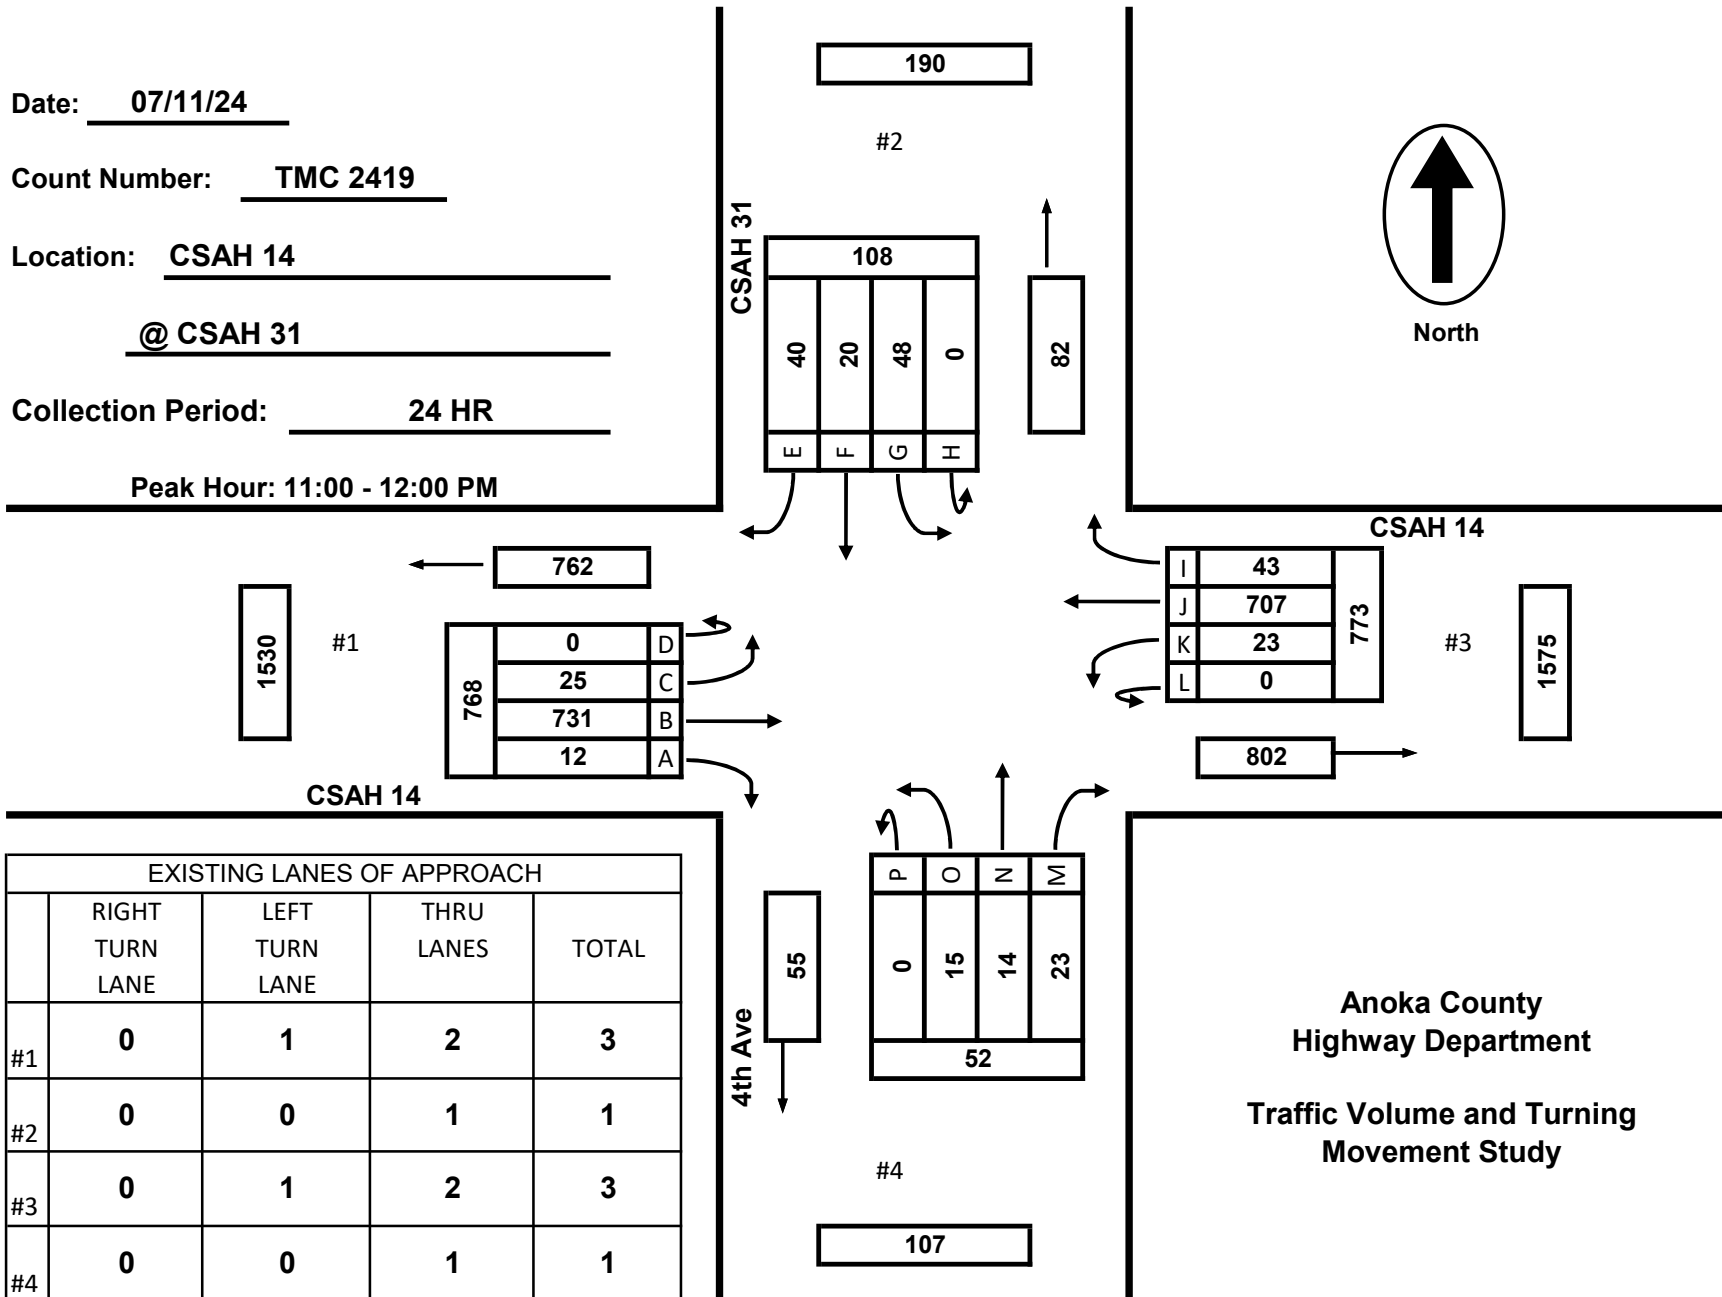 Date: 07/11/24
Count Number: TMC 2419
Location: CSAH 14
@ CSAH 31
Collection Period: 24 HR
Peak Hour: 11:00 - 12:00 PM
190
#2
CSAH 31
108
40 20 48 0
E F G H
82
North
CSAH 14
762
1530
#1
768
0 D
25 C
731 B
12 A
CSAH 14
I 43
J 707
K 23
L 0
773
#3
1575
802
EXISTING LANES OF APPROACH
RIGHT TURN LANE LEFT TURN LANE THRU LANES TOTAL
#1 0 1 2 3
#2 0 0 1 1
#3 0 1 2 3
#4 0 0 1 1
4th Ave
55
P O N M
0 15 14 23
52
#4
107
Anoka County
Highway Department
Traffic Volume and Turning
Movement Study